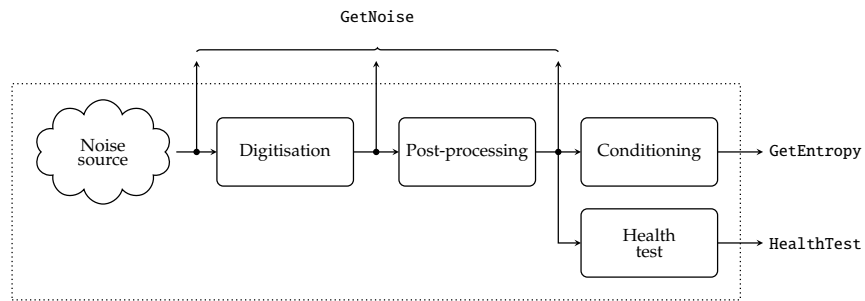 GetNoise
Noise
source
Digitisation
Post-processing
Conditioning
GetEntropy
Health
test
HealthTest